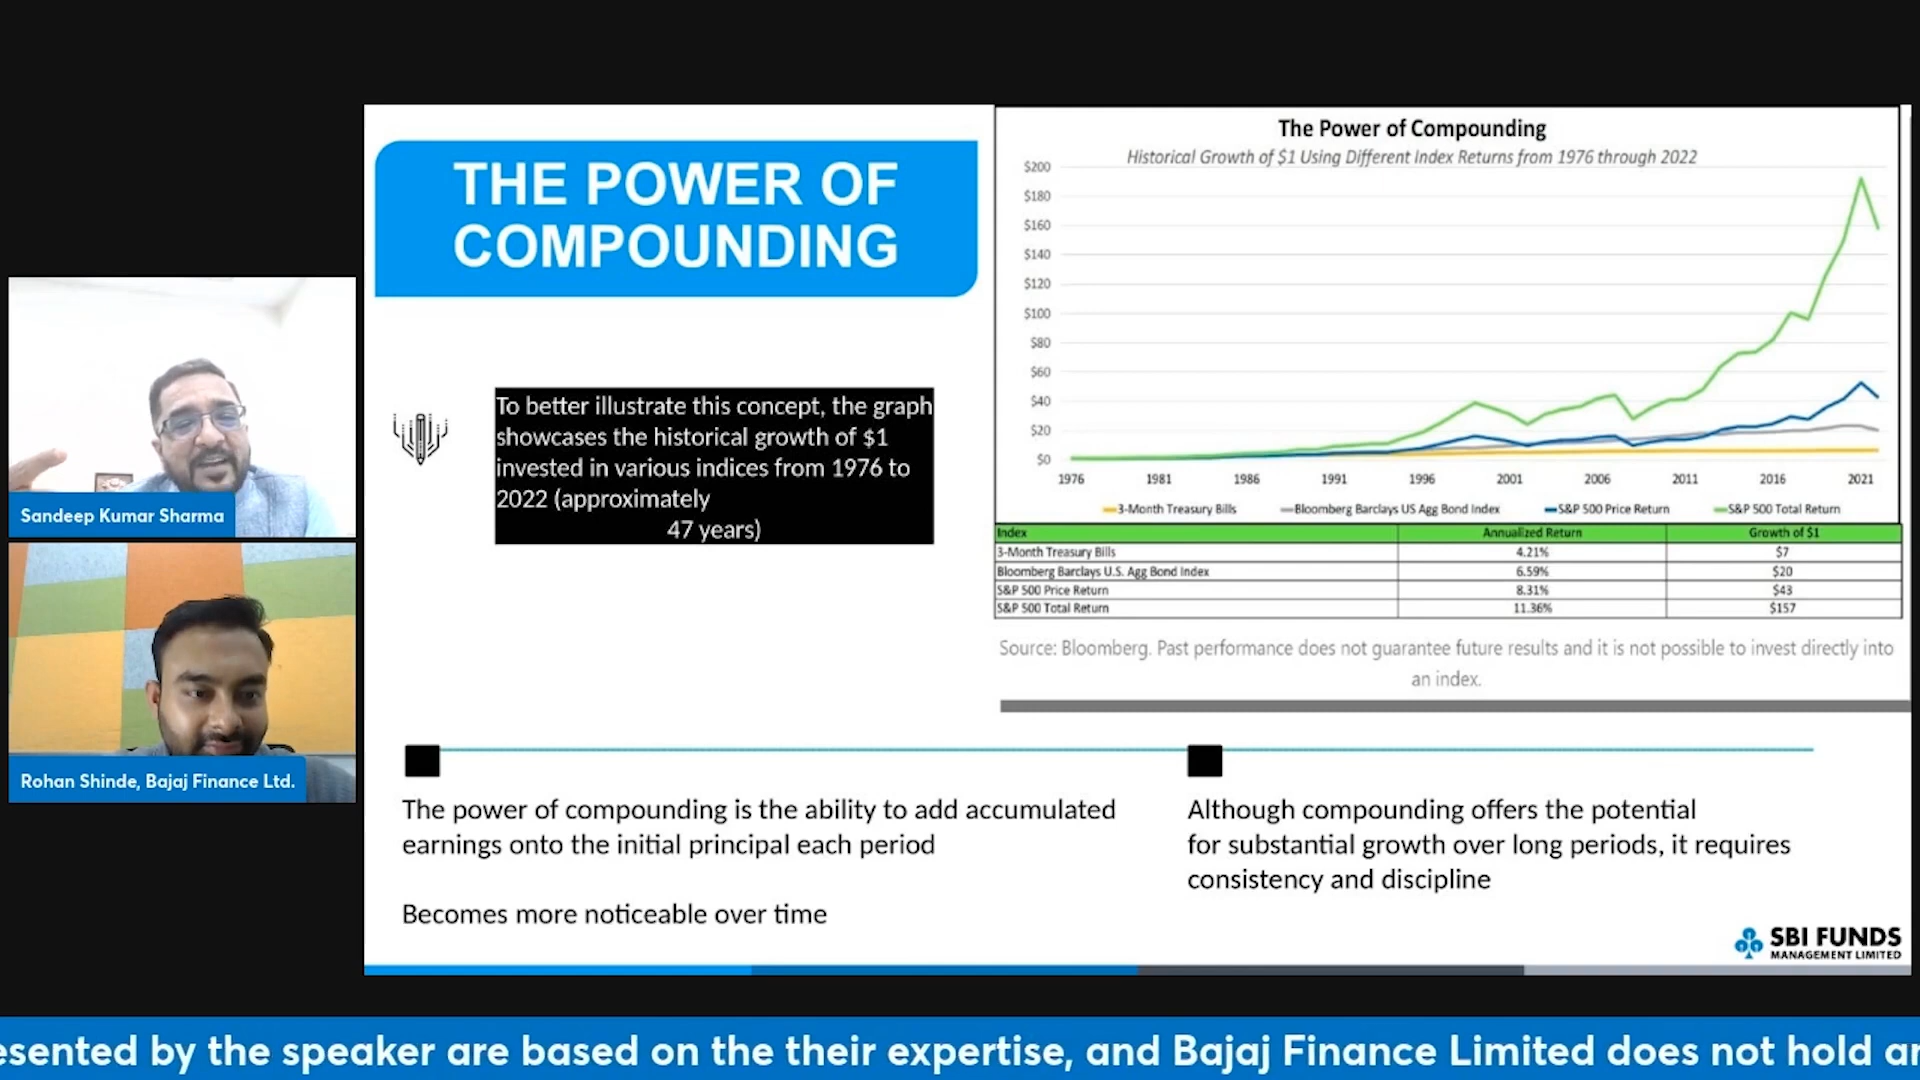 THE POWER OF
COMPOUNDING
To better illustrate this concept, the graph
showcases the historical growth of $1
invested in various indices from 1976 to
2022 (approximately
47 years)
The Power of Compounding
Historical Growth of $1 Using Different Index Returns from 1976 through 2022
$200
$180
$160
$140
$120
$100
$80
$60
$40
$20
$0
1976 1981 1986 1991 1996 2001 2006 2011 2016 2021
3-Month Treasury Bills Bloomberg Barclays US Agg Bond Index S&P 500 Price Return S&P 500 Total Return
Index Annualized Return Growth of $1
3-Month Treasury Bills 4.21% $7
Bloomberg Barclays U.S. Agg Bond Index 6.59% $20
S&P 500 Price Return 8.31% $43
S&P 500 Total Return 11.36% $157
Source: Bloomberg. Past performance does not guarantee future results and it is not possible to invest directly into
an index.
Sandeep Kumar Sharma
Rohan Shinde, Bajaj Finance Ltd.
The power of compounding is the ability to add accumulated
earnings onto the initial principal each period
Becomes more noticeable over time
Although compounding offers the potential
for substantial growth over long periods, it requires
consistency and discipline
SBI FUNDS
MANAGEMENT LIMITED
esented by the speaker are based on the their expertise, and Bajaj Finance Limited does not hold ar